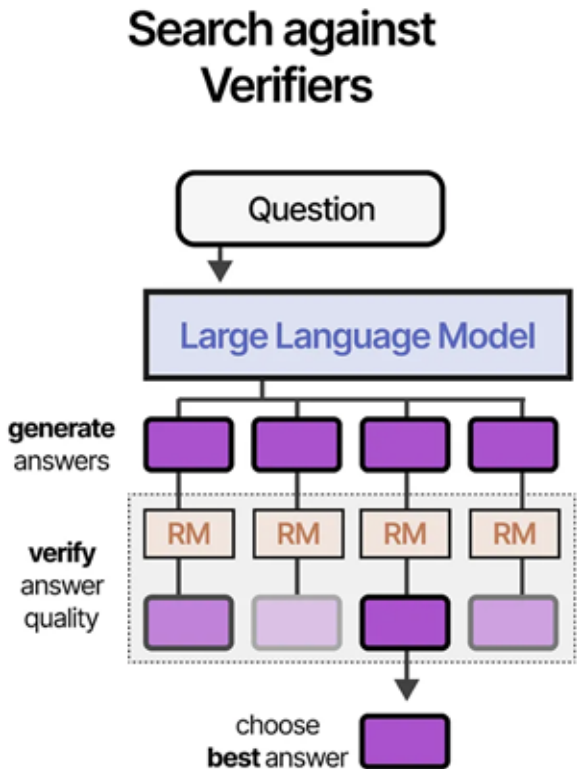 Search against
Verifiers
Question
Large Language Model
generate
answers
RM RM RM RM
verify
answer
quality
choose
best answer